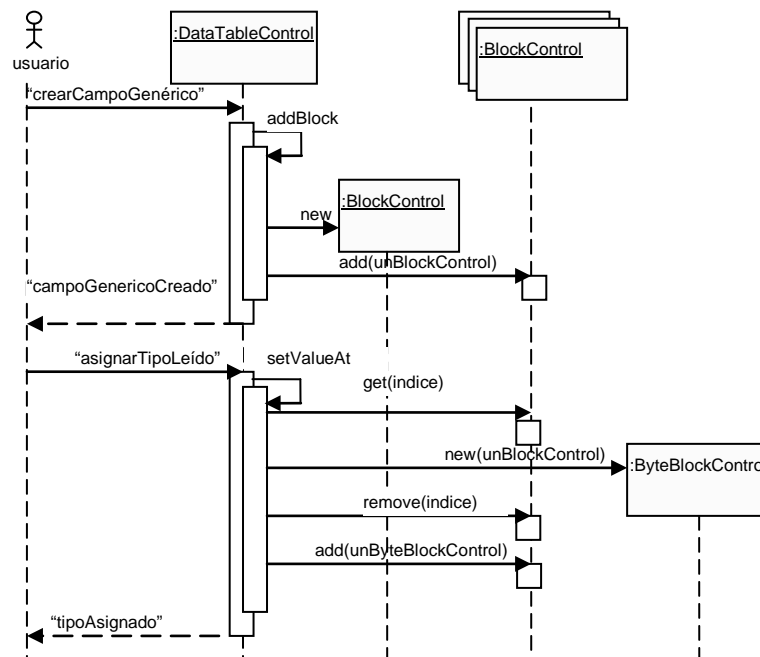 :DataTableControl
:BlockControl
usuario
“crearCampoGenérico”
addBlock
:BlockControl
new
add(unBlockControl)
“campoGenericoCreado”
“asignarTipoLeído”
setValueAt
get(indice)
new(unBlockControl)
:ByteBlockContro
remove(indice)
add(unByteBlockControl)
“tipoAsignado”